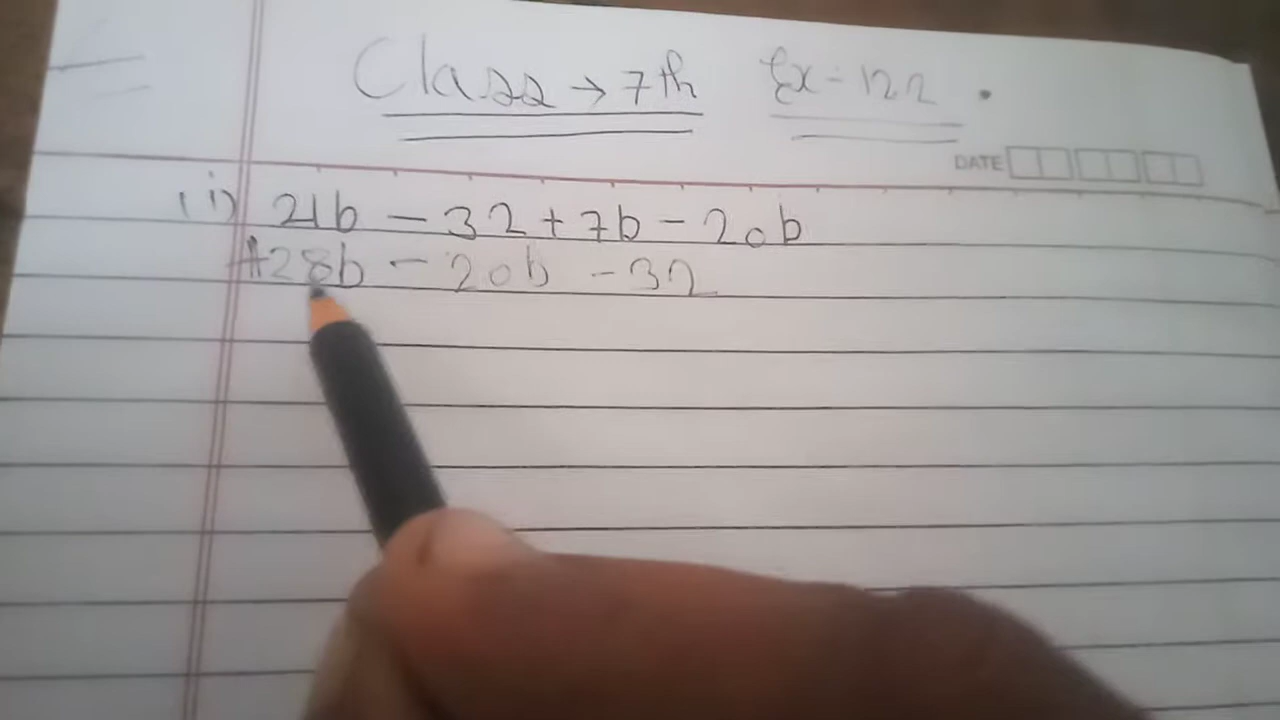 Class → 7th Ex - 12.2
DATE
(i) 21b - 32 + 7b - 20b
+28b - 20b - 32